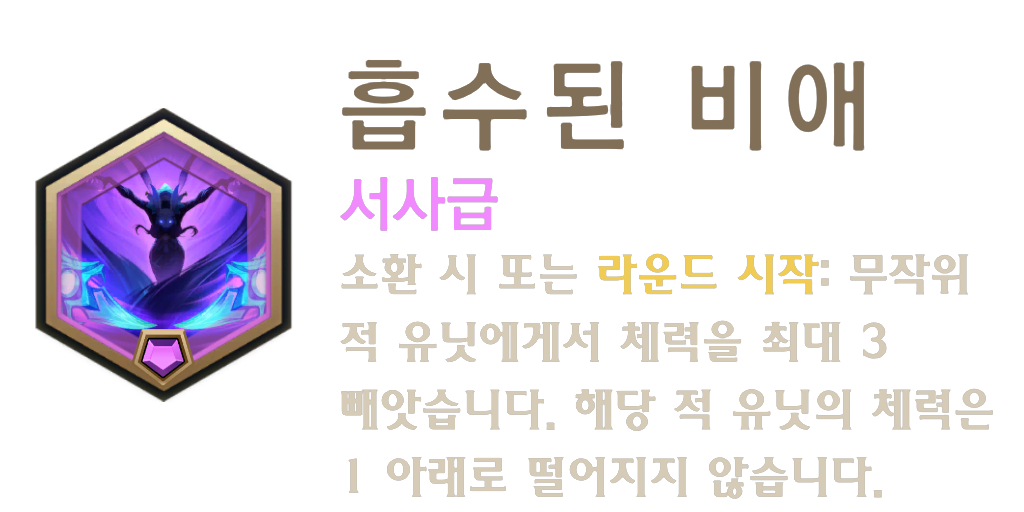 흡수된 비애
서사급
소환 시 또는 라운드 시작: 무작위
적 유닛에게서 체력을 최대 3
빼앗습니다. 해당 적 유닛의 체력은
1 아래로 떨어지지 않습니다.